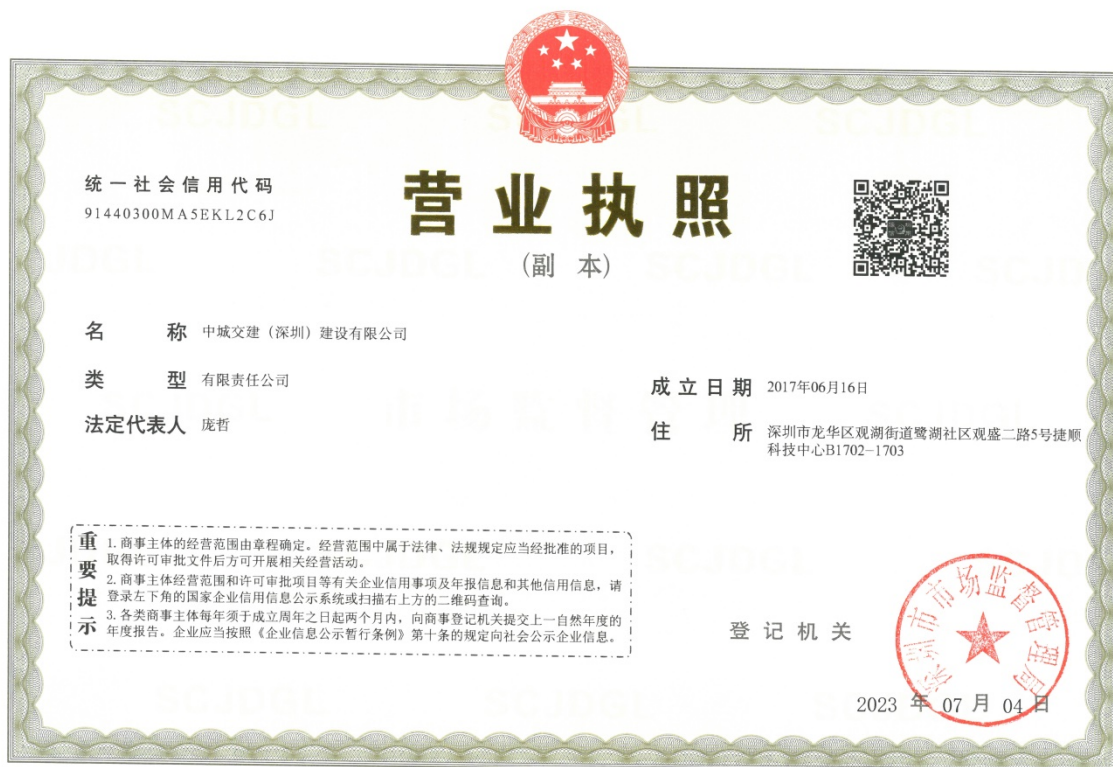 统一社会信用代码
91440300MA5EKL2C6J
营业执照
(副 本)
名 称 中城交建（深圳）建设有限公司
类 型 有限责任公司
法定代表人 庞哲
成立日期 2017年06月16日
住 所 深圳市龙华区观湖街道鹭湖社区观盛二路5号捷顺
科技中心B1702-1703
重要提示
1. 商事主体的经营范围由章程确定。经营范围中属于法律、法规规定应当经批准的项目，
取得许可审批文件后方可开展相关经营活动。
2. 商事主体经营范围和许可审批项目等有关企业信用事项及年报信息和其他信用信息，请
登录左下角的国家企业信用信息公示系统或扫描右上方的二维码查询。
3. 各类商事主体每年须于成立周年之日起两个月内，向商事登记机关提交上一自然年度的
年度报告。企业应当按照《企业信息公示暂行条例》第十条的规定向社会公示企业信息。
登记机关
深圳市市场监督管理局
2023 年 07 月 04 日
SCJDGL